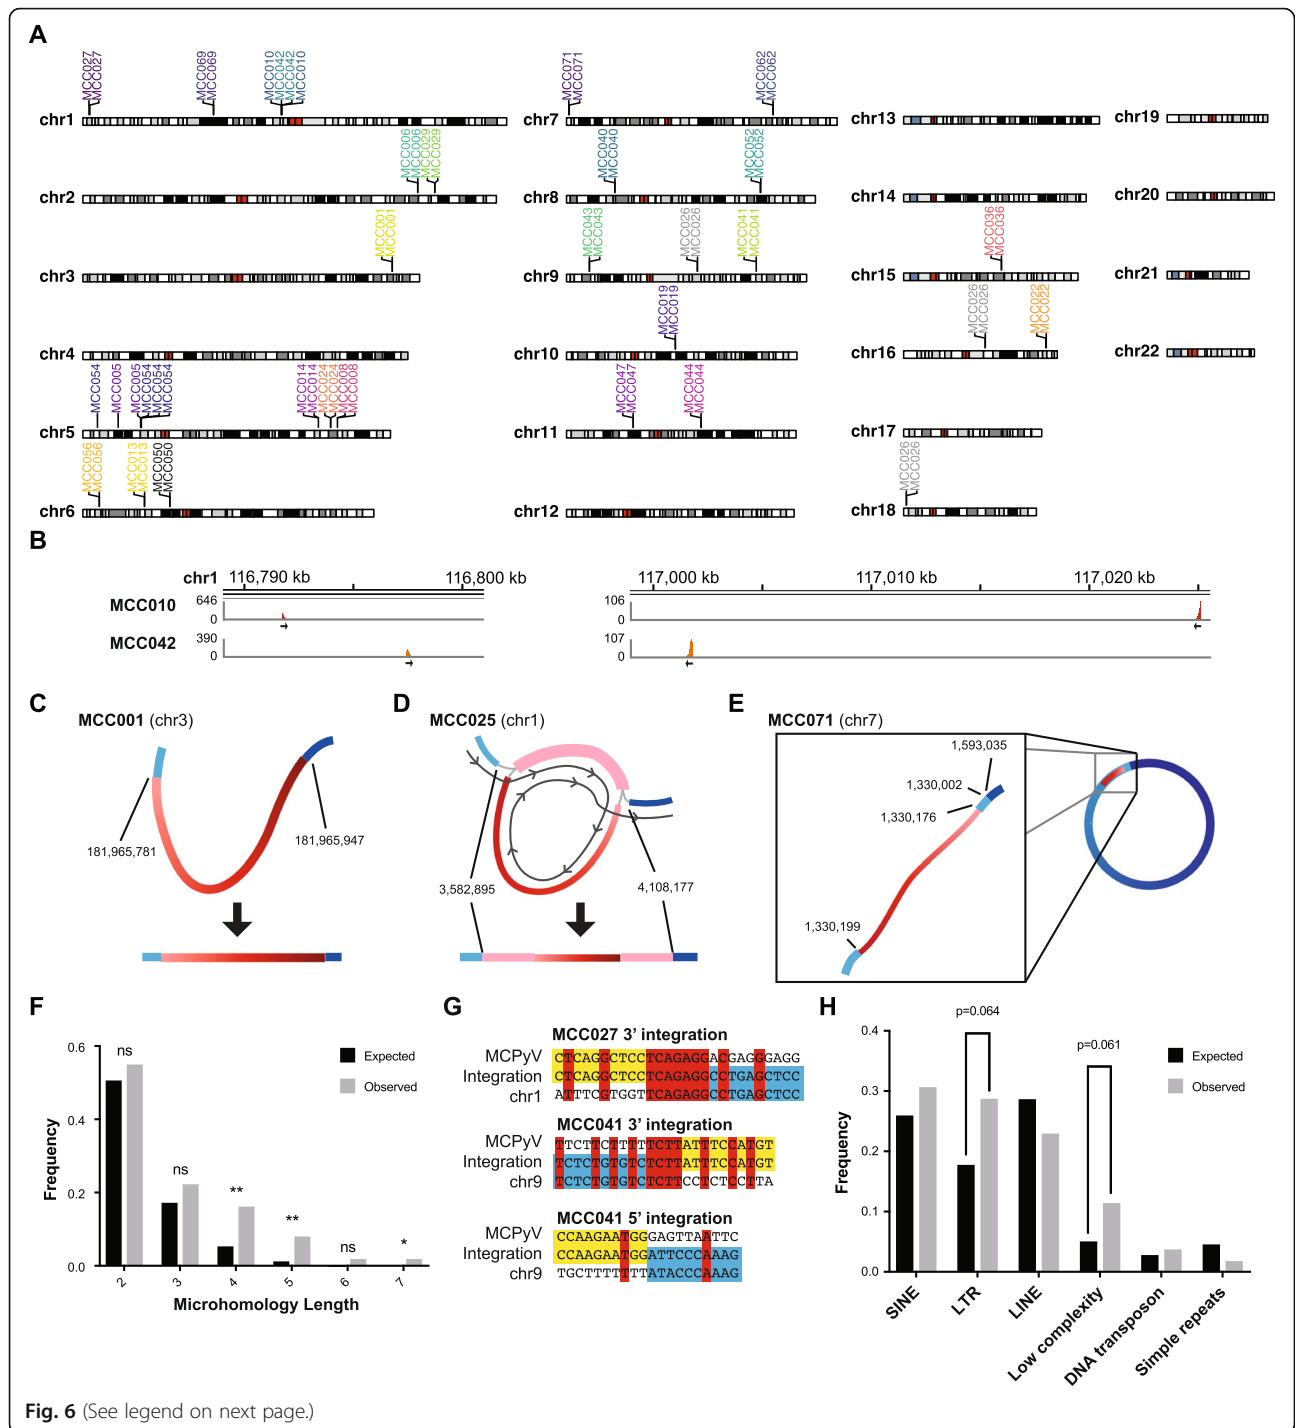 A
MCC027 MCC027 MCC069 MCC069 MCC010 MCC042 MCC042 MCC010 MCC071 MCC071 MCC062 MCC062
chr1 chr7 chr13 chr19
MCC006 MCC006 MCC029 MCC029 MCC040 MCC040 MCC052 MCC052
chr2 chr8 chr14 chr20
MCC001 MCC001 MCC043 MCC043 MCC026 MCC026 MCC041 MCC041 MCC036 MCC036
chr3 chr9 chr15 chr21
MCC019 MCC019 MCC026 MCC026 MCC022 MCC022
chr4 chr10 chr16 chr22
MCC054 MCC005 MCC005 MCC054 MCC054 MCC054 MCC014 MCC014 MCC024 MCC024 MCC008 MCC008 MCC047 MCC047 MCC044 MCC044
chr5 chr11 chr17
MCC056 MCC056 MCC013 MCC013 MCC050 MCC050 MCC026 MCC026
chr6 chr12 chr18
B
chr1 116,790 kb 116,800 kb 117,000 kb 117,010 kb 117,020 kb
MCC010 646 0 106 0
MCC042 390 0 107 0
C
MCC001 (chr3)
181,965,781
181,965,947
D
MCC025 (chr1)
3,582,895
4,108,177
E
MCC071 (chr7)
1,593,035
1,330,002
1,330,176
1,330,199
F
Frequency
0.6
0.4
0.2
0.0
ns
ns
**
**
ns
*
Expected
Observed
2 3 4 5 6 7
Microhomology Length
G
MCC027 3’ integration
MCPyV CTCAGGCTCCTCAGAGGACGAGGGAGG
Integration CTCAGGCTCCTCAGAGGCCTGAGCTCC
chr1 ATTTCGTGGTTCAGAGGCCTGAGCTCC
MCC041 3’ integration
MCPyV TTCTTCTTTTTCTTATTTCCATGT
Integration TCTCTGTGTCTCTTATTTCCATGT
chr9 TCTCTGTGTCTCTTCCTCTCCTTA
MCC041 5’ integration
MCPyV CCAAGAATGGGAGTTAATTC
Integration CCAAGAATGGATTCCCAAAG
chr9 TGCTTTTTTTATACCCAAAG
H
Frequency
0.4
0.3
0.2
0.1
0.0
p=0.064
p=0.061
Expected
Observed
SINE
LTR
LINE
Low complexity
DNA transposon
Simple repeats
Fig. 6 (See legend on next page.)